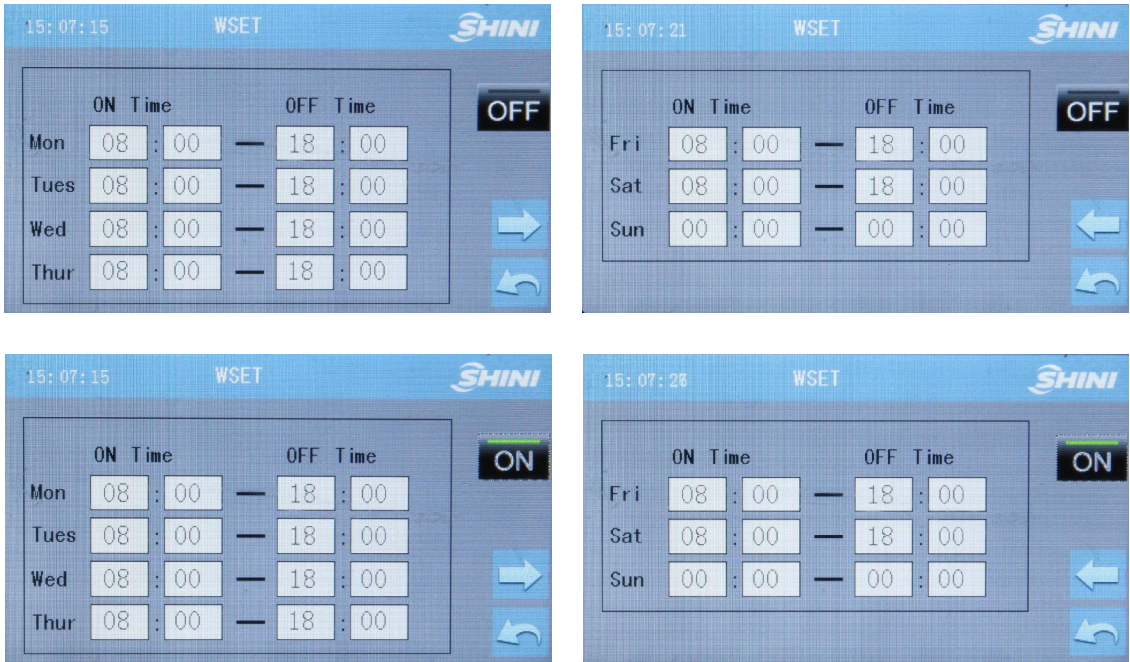 15:07:15 WSET SHINI
ON Time OFF Time OFF
Mon 08 : 00 — 18 : 00
Tues 08 : 00 — 18 : 00
Wed 08 : 00 — 18 : 00
Thur 08 : 00 — 18 : 00
15:07:21 WSET SHINI
ON Time OFF Time OFF
Fri 08 : 00 — 18 : 00
Sat 08 : 00 — 18 : 00
Sun 00 : 00 — 00 : 00
15:07:15 WSET SHINI
ON Time OFF Time ON
Mon 08 : 00 — 18 : 00
Tues 08 : 00 — 18 : 00
Wed 08 : 00 — 18 : 00
Thur 08 : 00 — 18 : 00
WSET SHINI
ON Time OFF Time ON
Fri 08 : 00 — 18 : 00
Sat 08 : 00 — 18 : 00
Sun 00 : 00 — 00 : 00